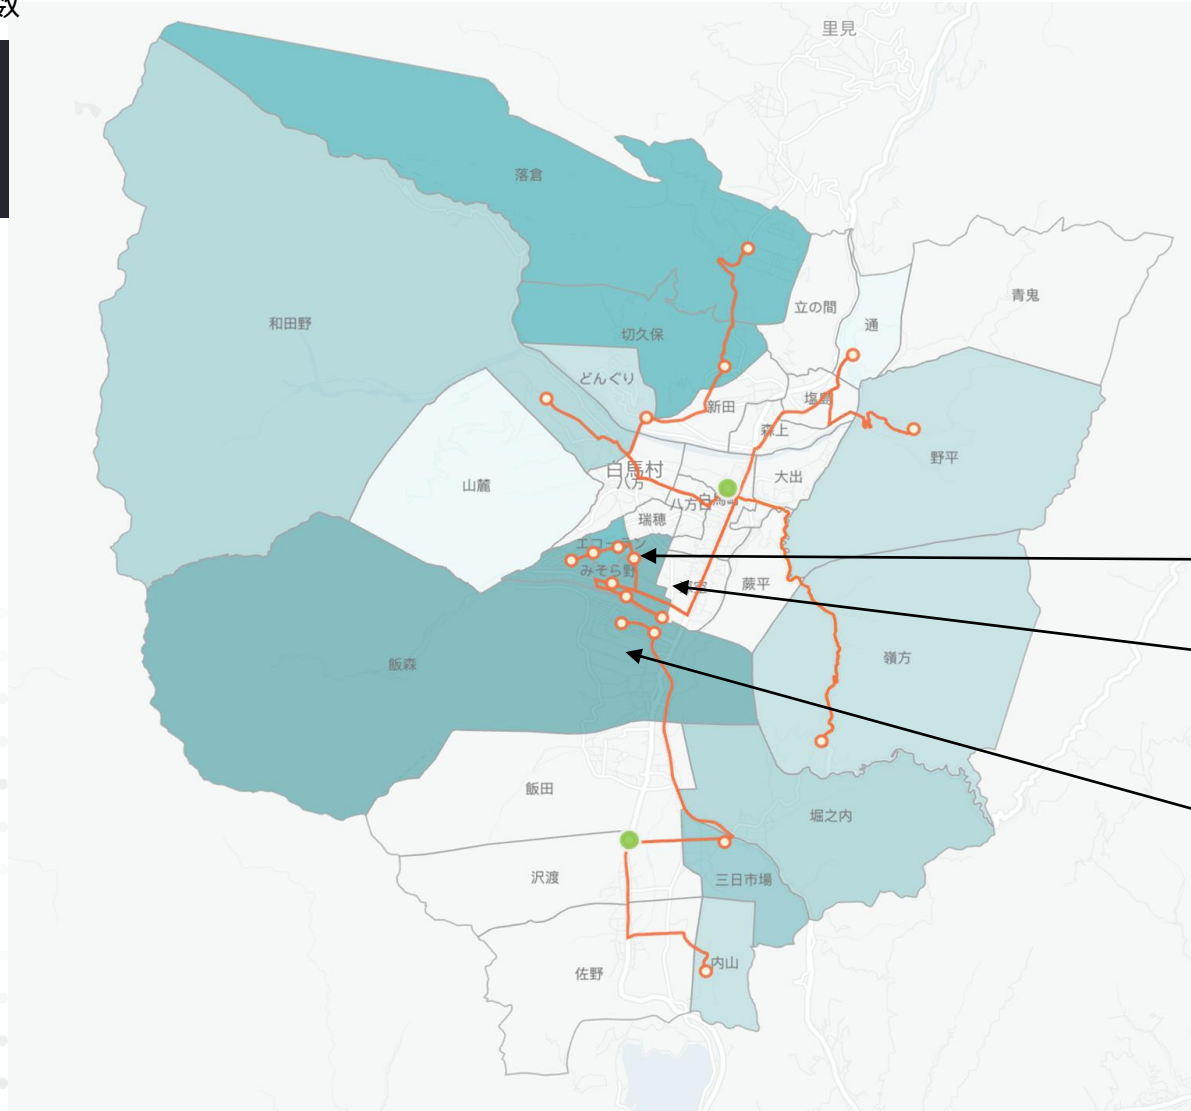 数
里見
落倉
青鬼
立の間
和田野
通
切久保
どんぐり
塩島
新田
森上
野平
白馬村
大出
八方
山麓
瑞穂
エコーラン
みそら野
蕨平
嶺方
飯森
飯田
堀之内
沢渡
三日市場
内山
佐野